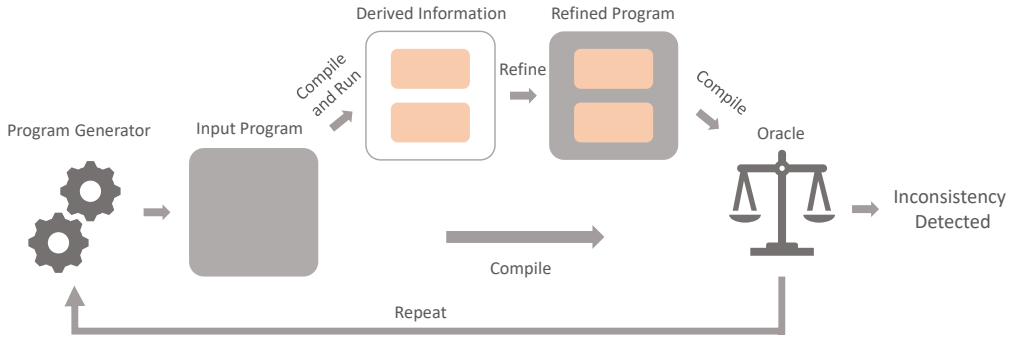 Derived Information
Refined Program
Compile
and Run
Refine
Compile
Program Generator
Input Program
Oracle
Inconsistency
Detected
Compile
Repeat